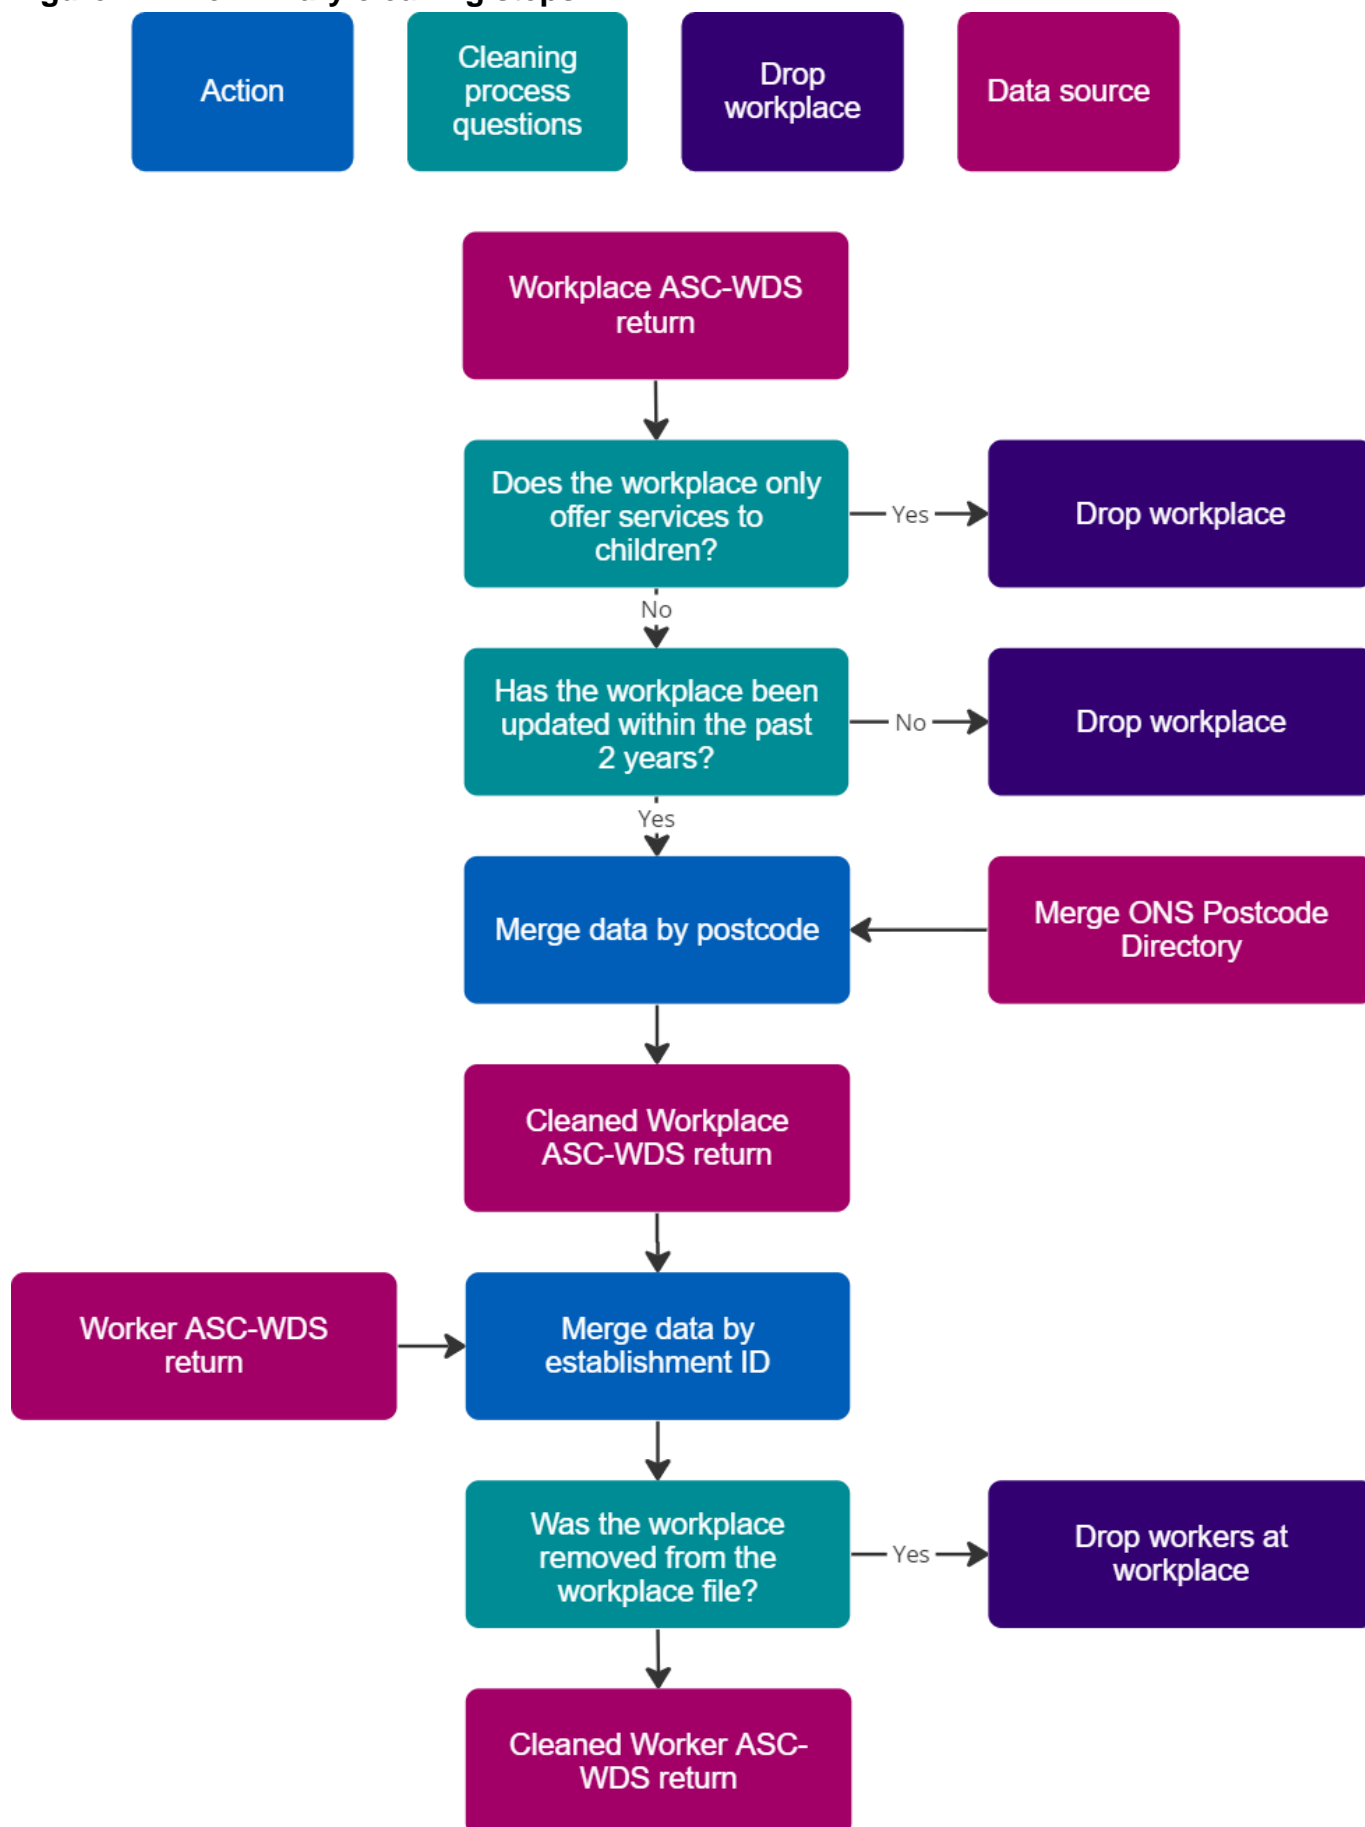 Action
Cleaning
process
questions
Drop
workplace
Data source
Workplace ASC-WDS
return
Does the workplace only
offer services to
children?
Yes
Drop workplace
No
Has the workplace been
updated within the past
2 years?
No
Drop workplace
Yes
Merge data by postcode
Merge ONS Postcode
Directory
Cleaned Workplace
ASC-WDS return
Worker ASC-WDS
return
Merge data by
establishment ID
Was the workplace
removed from the
workplace file?
Yes
Drop workers at
workplace
Cleaned Worker ASC-
WDS return